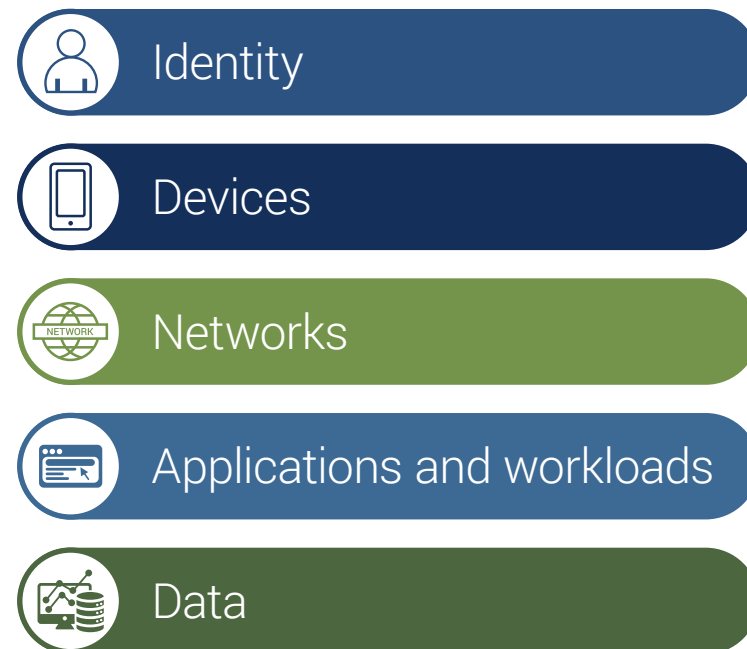 Identity
Devices
NETWORK
Networks
Applications and workloads
Data